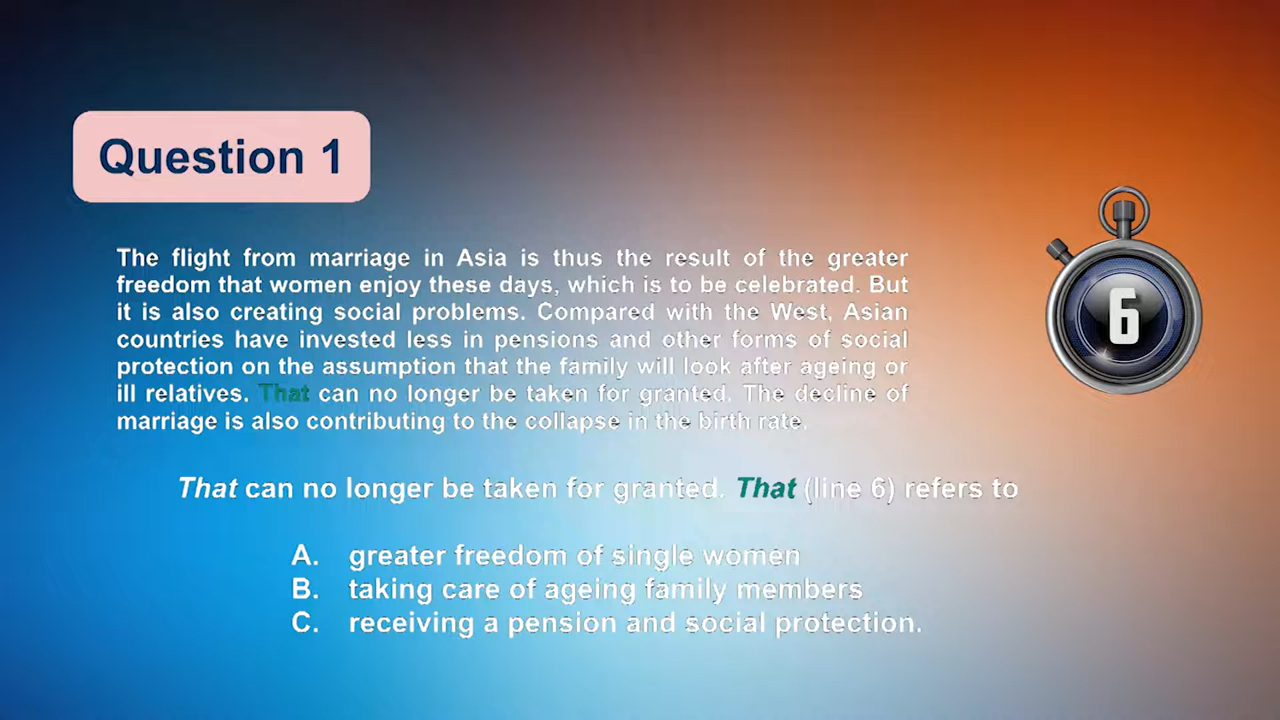 Question 1
The flight from marriage in Asia is thus the result of the greater
freedom that women enjoy these days, which is to be celebrated. But
it is also creating social problems. Compared with the West, Asian
countries have invested less in pensions and other forms of social
protection on the assumption that the family will look after ageing or
ill relatives. That can no longer be taken for granted. The decline of
marriage is also contributing to the collapse in the birth rate.
6
That can no longer be taken for granted. That (line 6) refers to
A. greater freedom of single women
B. taking care of ageing family members
C. receiving a pension and social protection.